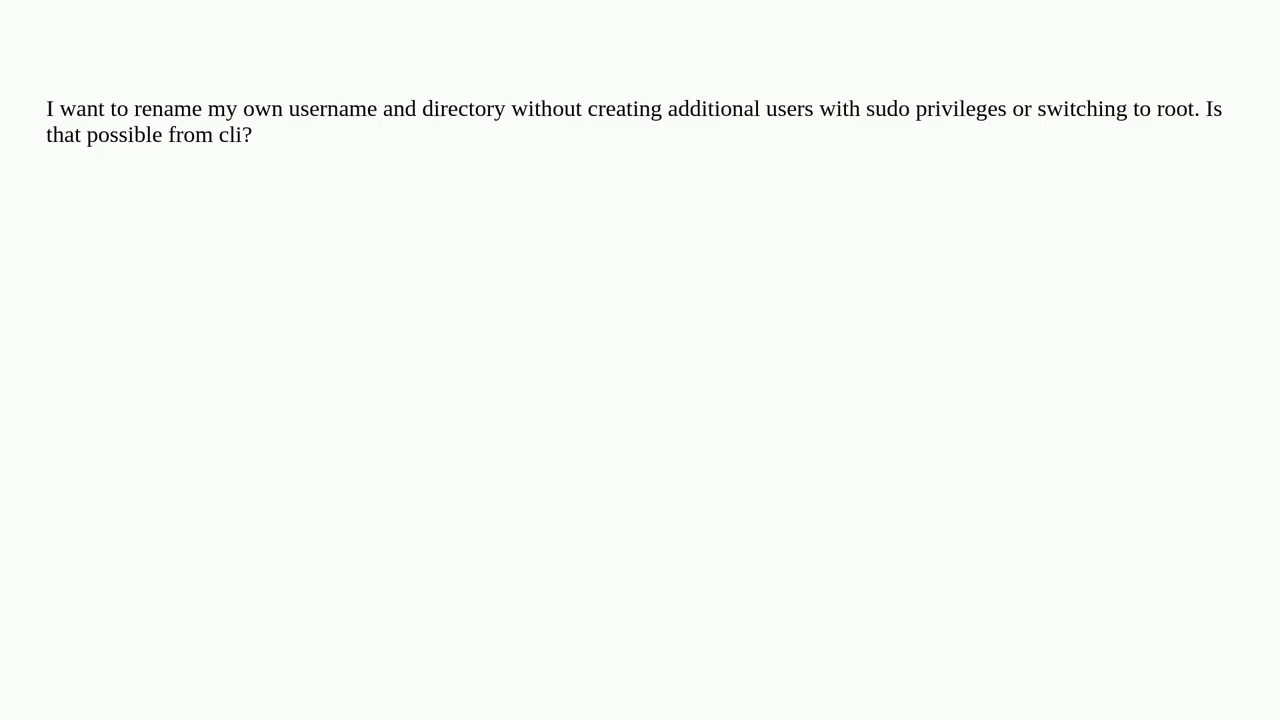 I want to rename my own username and directory without creating additional users with sudo privileges or switching to root. Is
that possible from cli?